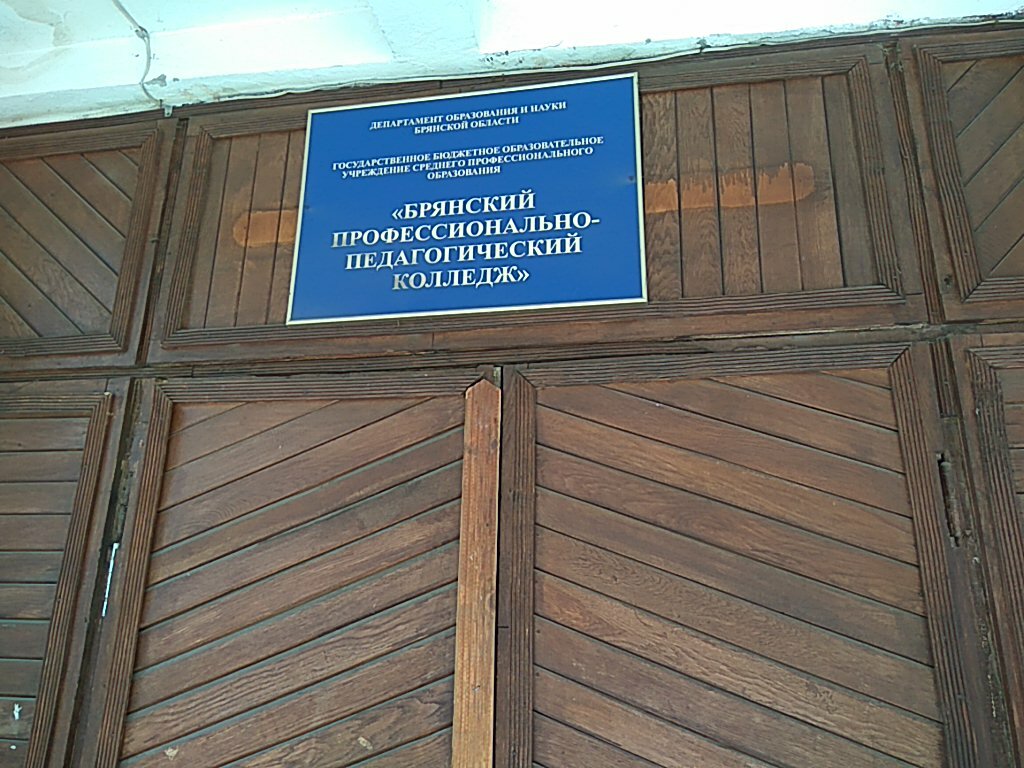 ДЕПАРТАМЕНТ ОБРАЗОВАНИЯ И НАУКИ
БРЯНСКОЙ ОБЛАСТИ
ГОСУДАРСТВЕННОЕ БЮДЖЕТНОЕ ОБРАЗОВАТЕЛЬНОЕ
УЧРЕЖДЕНИЕ СРЕДНЕГО ПРОФЕССИОНАЛЬНОГО
ОБРАЗОВАНИЯ
«БРЯНСКИЙ
ПРОФЕССИОНАЛЬНО-
ПЕДАГОГИЧЕСКИЙ
КОЛЛЕДЖ»